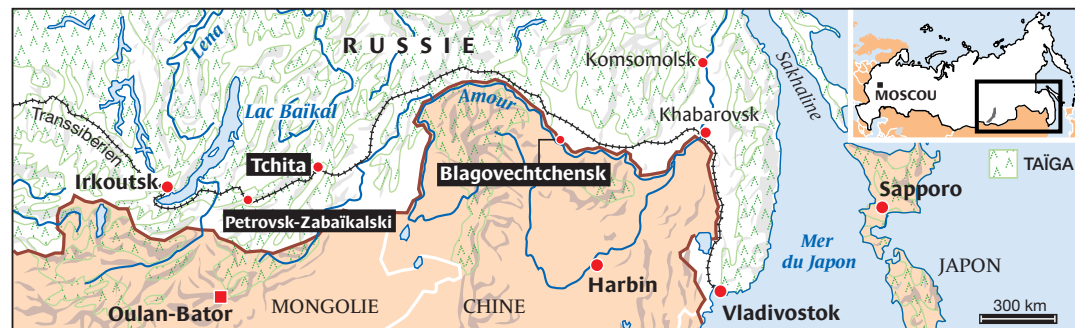 RUSSIE
Lena
Komsomolsk
Sakhaline
MOSCOU
Amour
Lac Baïkal
Transsibérien
Khabarovsk
Tchita
TAÏGA
Irkoutsk
Blagovechtchensk
Sapporo
Petrovsk-Zabaïkalski
Mer
du Japon
JAPON
Harbin
Oulan-Bator
MONGOLIE
CHINE
Vladivostok
300 km